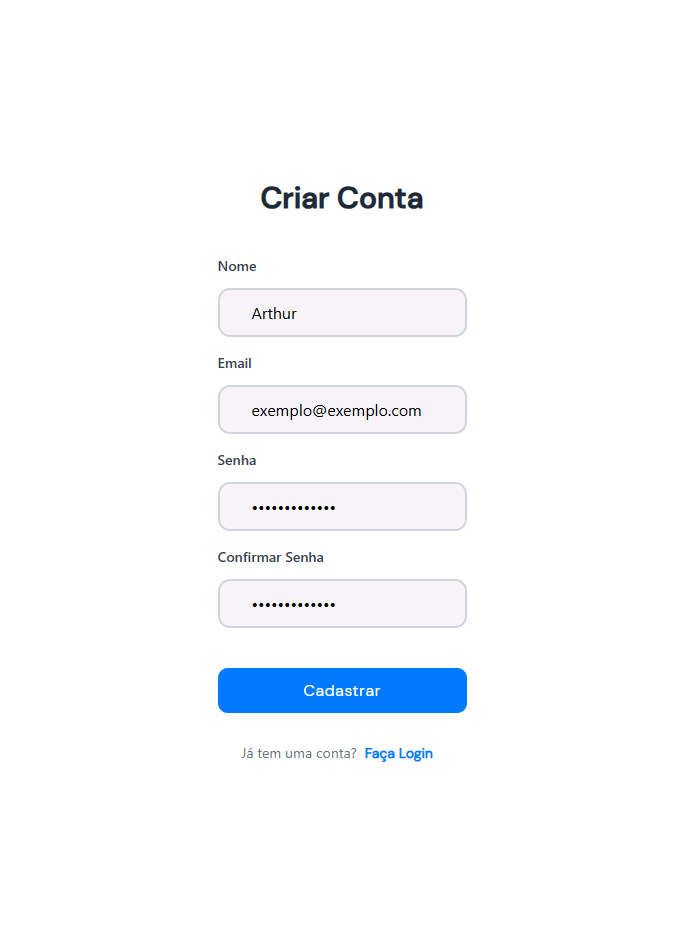 Criar Conta
Nome
Arthur
Email
exemplo@exemplo.com
Senha
•••••••••••••
Confirmar Senha
•••••••••••••
Cadastrar
Já tem uma conta? Faça Login